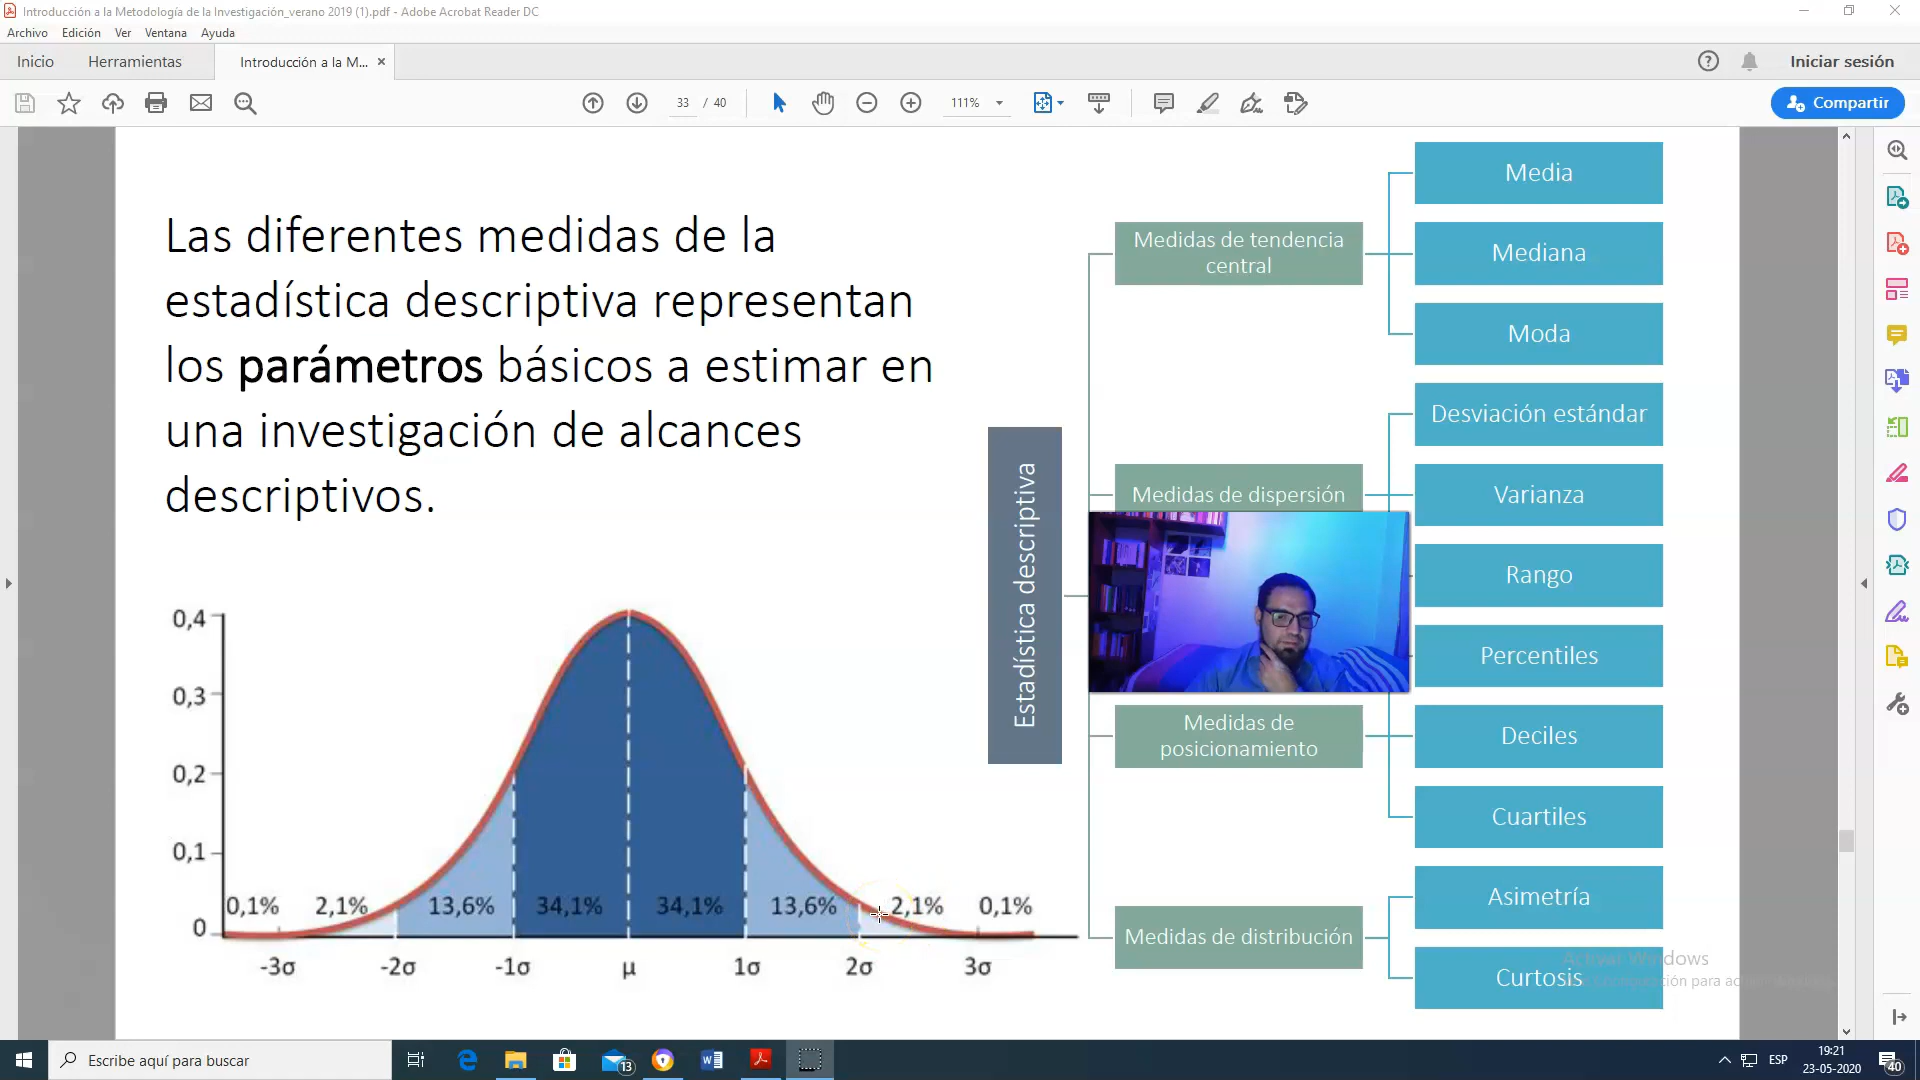 Introducción a la Metodología de la Investigación_verano 2019 (1).pdf - Adobe Acrobat Reader DC
Archivo Edición Ver Ventana Ayuda
Inicio Herramientas Introducción a la M... Iniciar sesión
33 / 40 111% Compartir
Las diferentes medidas de la
estadística descriptiva representan
los parámetros básicos a estimar en
una investigación de alcances
descriptivos.
0,4
0,3
0,2
0,1
0
0,1% 2,1% 13,6% 34,1% 34,1% 13,6% 2,1% 0,1%
-3σ -2σ -1σ μ 1σ 2σ 3σ
Estadística descriptiva
Medidas de tendencia
central
Media
Mediana
Moda
Medidas de dispersión
Desviación estándar
Varianza
Rango
Medidas de
posicionamiento
Percentiles
Deciles
Cuartiles
Medidas de distribución
Asimetría
Curtosis
Activar Windows
Escribe aquí para buscar
13
ESP
19:21
23-05-2020
40